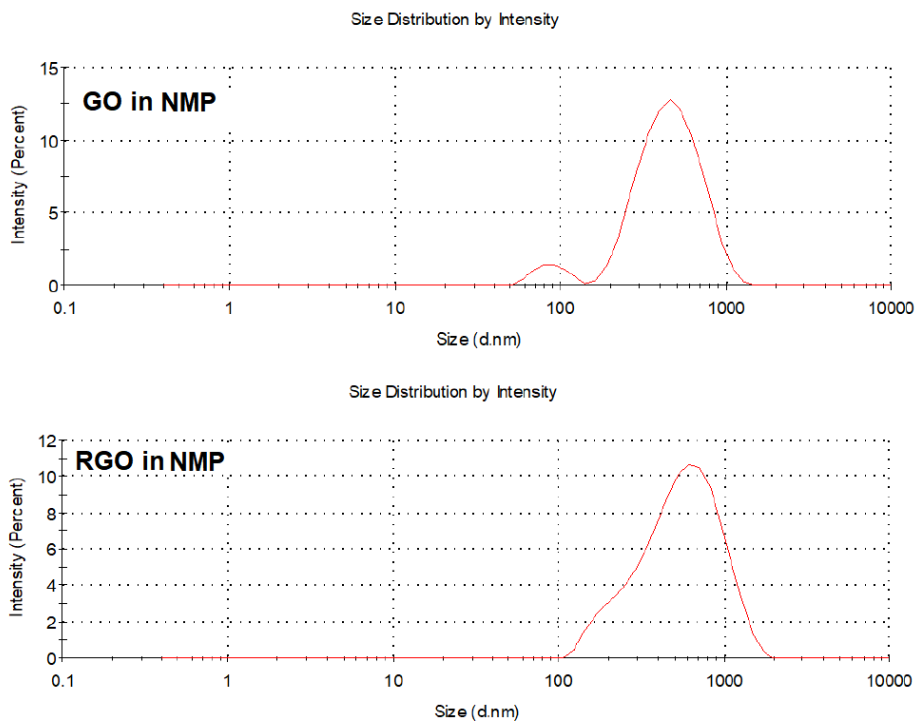 Size Distribution by Intensity
15
GO in NMP
10
5
0
Intensity (Percent)
0.1 1 10 100 1000 10000
Size (d.nm)
Size Distribution by Intensity
12
RGO in NMP
10
8
6
4
2
0
Intensity (Percent)
0.1 1 10 100 1000 10000
Size (d.nm)